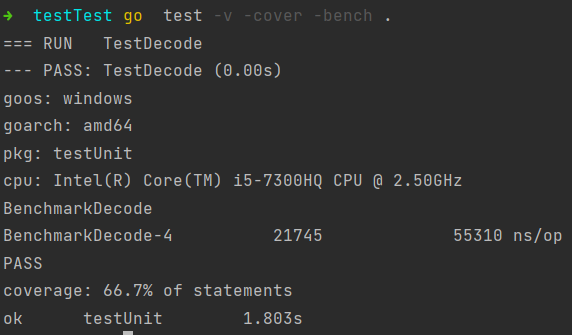 ➜  testTest go  test -v -cover -bench .
=== RUN   TestDecode
--- PASS: TestDecode (0.00s)
goos: windows
goarch: amd64
pkg: testUnit
cpu: Intel(R) Core(TM) i5-7300HQ CPU @ 2.50GHz
BenchmarkDecode
BenchmarkDecode-4          21745             55310 ns/op
PASS
coverage: 66.7% of statements
ok      testUnit        1.803s